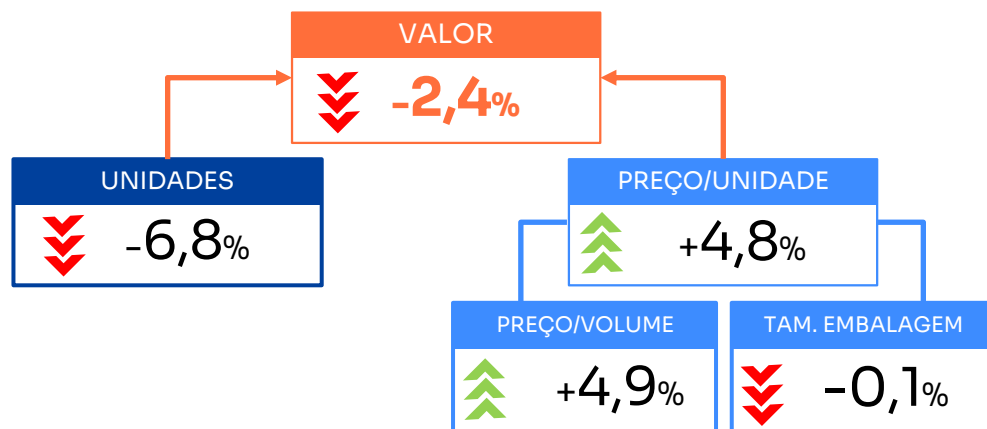 VALOR
-2,4%
UNIDADES
-6,8%
PREÇO/UNIDADE
+4,8%
PREÇO/VOLUME
+4,9%
TAM. EMBALAGEM
-0,1%